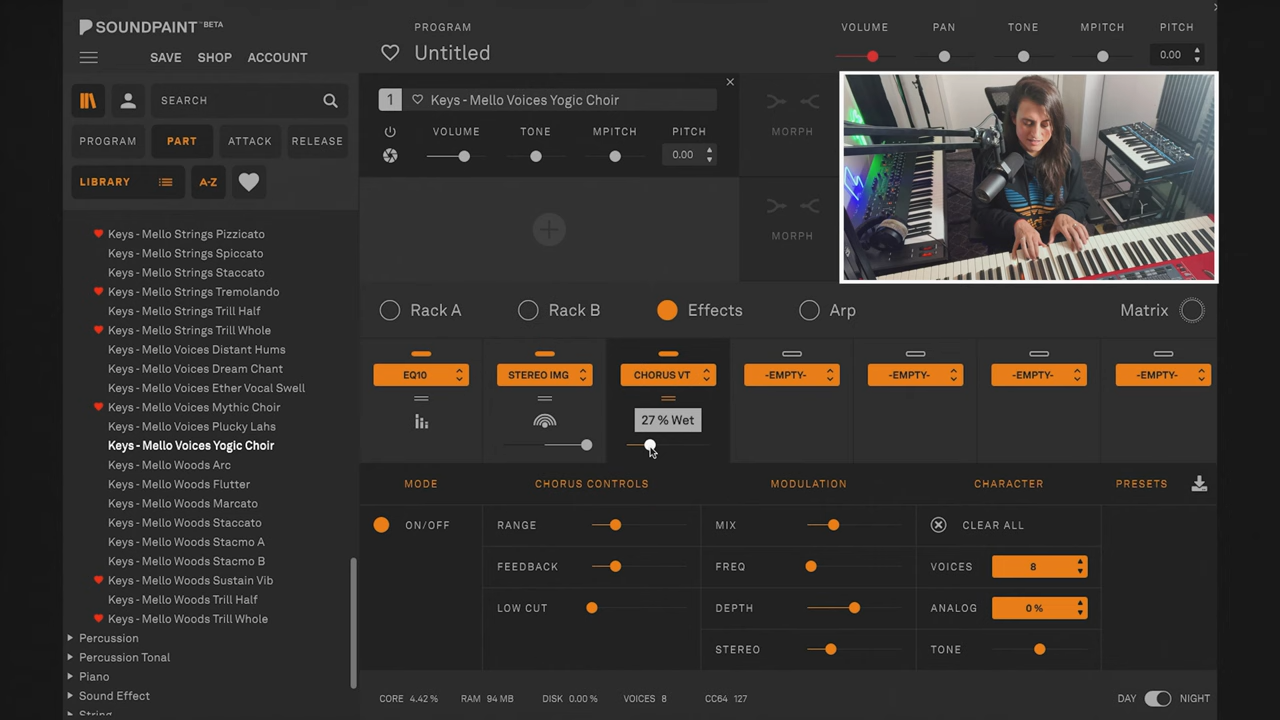 SOUNDPAINT BETA
SAVE SHOP ACCOUNT
SEARCH
PROGRAM PART ATTACK RELEASE
LIBRARY A-Z
Keys - Mello Strings Pizzicato
Keys - Mello Strings Spiccato
Keys - Mello Strings Staccato
Keys - Mello Strings Tremolando
Keys - Mello Strings Trill Half
Keys - Mello Strings Trill Whole
Keys - Mello Voices Distant Hums
Keys - Mello Voices Dream Chant
Keys - Mello Voices Ether Vocal Swell
Keys - Mello Voices Mythic Choir
Keys - Mello Voices Plucky Lahs
Keys - Mello Voices Yogic Choir
Keys - Mello Woods Arc
Keys - Mello Woods Flutter
Keys - Mello Woods Marcato
Keys - Mello Woods Staccato
Keys - Mello Woods Stacmo A
Keys - Mello Woods Stacmo B
Keys - Mello Woods Sustain Vib
Keys - Mello Woods Trill Half
Keys - Mello Woods Trill Whole
Percussion
Percussion Tonal
Piano
Sound Effect
String
PROGRAM
Untitled
VOLUME PAN TONE MPITCH PITCH
0.00
1 Keys - Mello Voices Yogic Choir
VOLUME TONE MPITCH PITCH
0.00
MORPH
MORPH
Rack A Rack B Effects Arp Matrix
EQ10 STEREO IMG CHORUS VT -EMPTY- -EMPTY- -EMPTY- -EMPTY-
27 % Wet
MODE CHORUS CONTROLS MODULATION CHARACTER PRESETS
ON/OFF RANGE MIX CLEAR ALL
FEEDBACK FREQ VOICES 8
LOW CUT DEPTH ANALOG 0 %
STEREO TONE
CORE 4.42 % RAM 94 MB DISK 0.00 % VOICES 8 CC64 127 DAY NIGHT